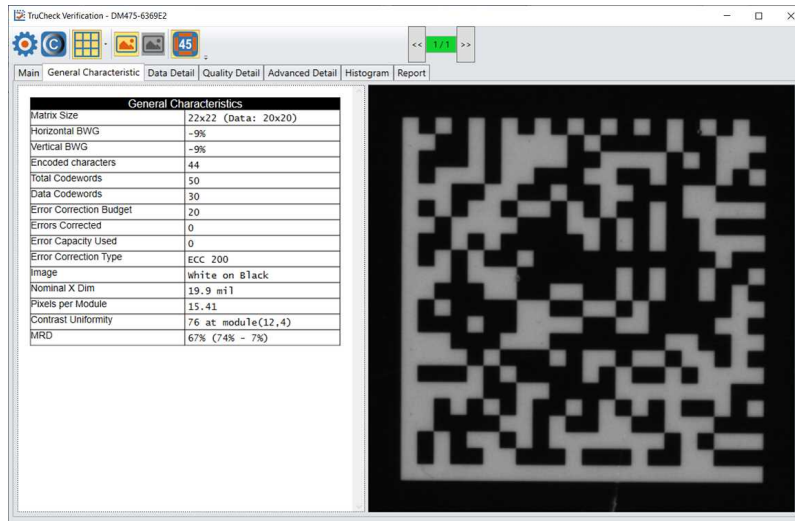 TruCheck Verification - DM475-6369E2
45
<< 1/1 >>
Main General Characteristic Data Detail Quality Detail Advanced Detail Histogram Report
General Characteristics
Matrix Size 22x22 (Data: 20x20)
Horizontal BWG -9%
Vertical BWG -9%
Encoded characters 44
Total Codewords 50
Data Codewords 30
Error Correction Budget 20
Errors Corrected 0
Error Capacity Used 0
Error Correction Type ECC 200
Image White on Black
Nominal X Dim 19.9 mil
Pixels per Module 15.41
Contrast Uniformity 76 at module(12,4)
MRD 67% (74% - 7%)